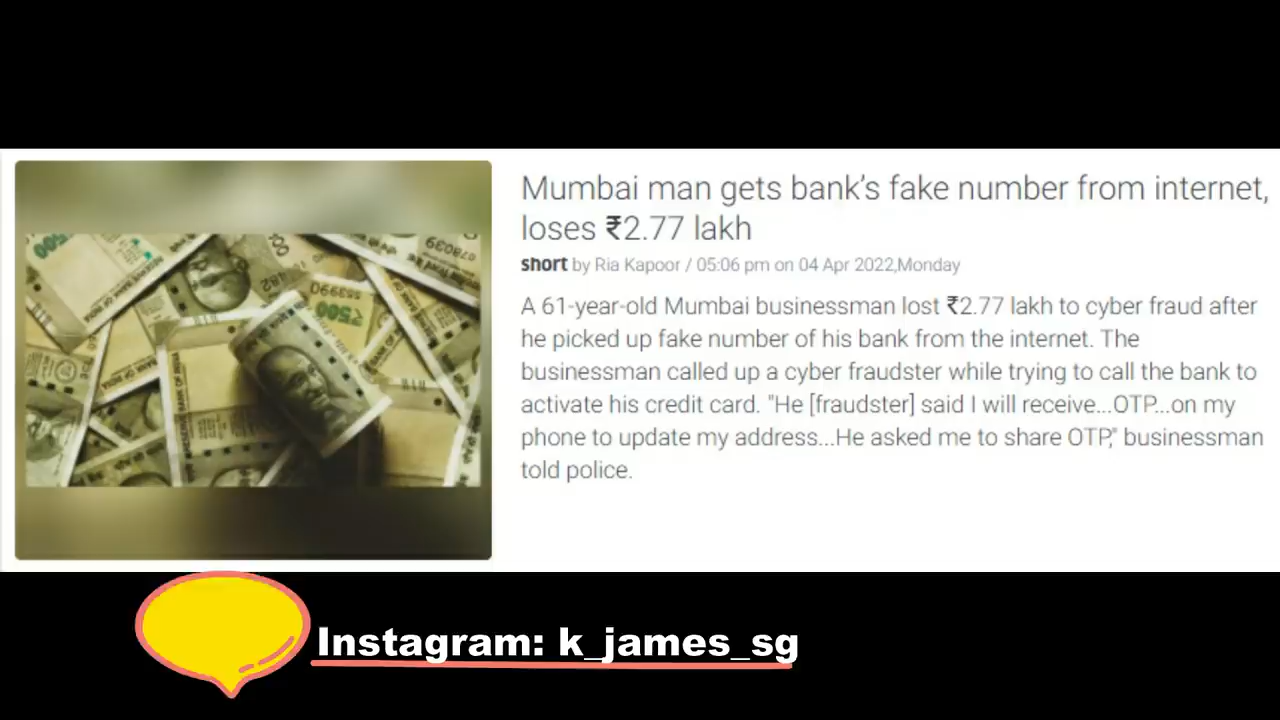 Mumbai man gets bank's fake number from internet,
loses ₹2.77 lakh
short by Ria Kapoor / 05:06 pm on 04 Apr 2022,Monday
A 61-year-old Mumbai businessman lost ₹2.77 lakh to cyber fraud after
he picked up fake number of his bank from the internet. The
businessman called up a cyber fraudster while trying to call the bank to
activate his credit card. "He [fraudster] said I will receive...OTP...on my
phone to update my address...He asked me to share OTP," businessman
told police.
Instagram: k_james_sg